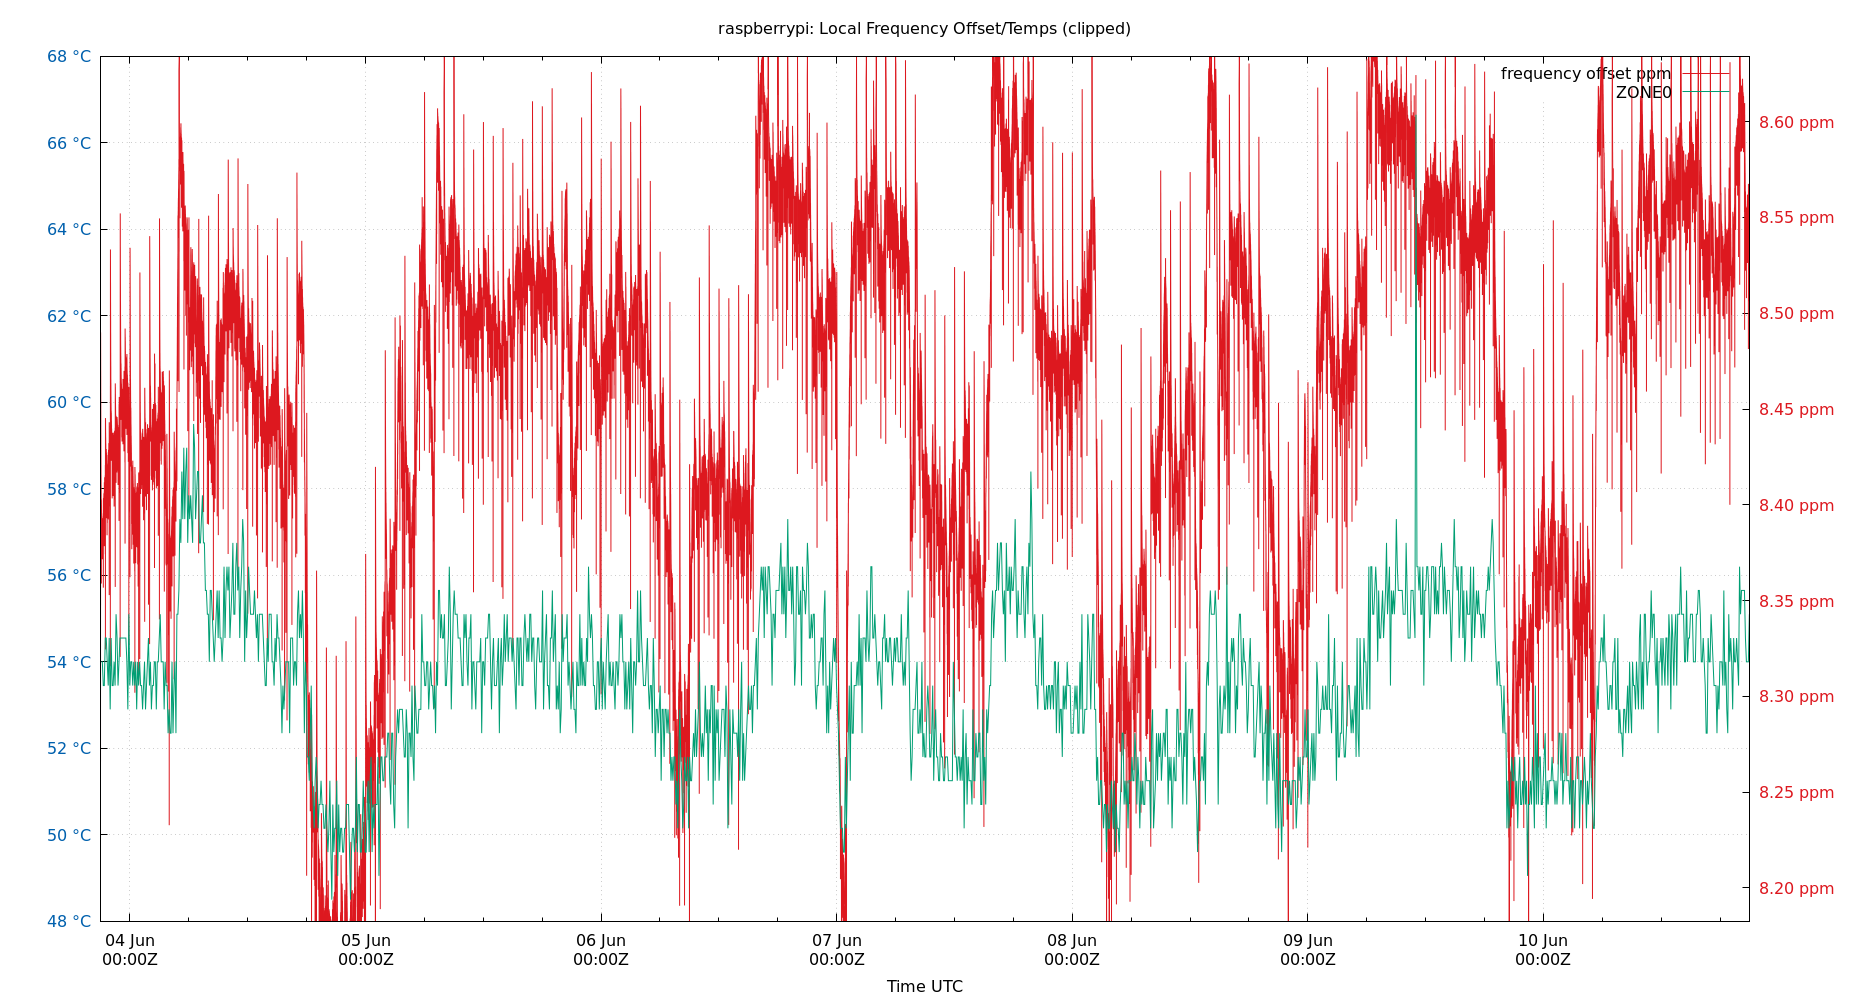 raspberrypi: Local Frequency Offset/Temps (clipped)
68 °C
66 °C
64 °C
62 °C
60 °C
58 °C
56 °C
54 °C
52 °C
50 °C
48 °C
frequency offset ppm
ZONE0
8.60 ppm
8.55 ppm
8.50 ppm
8.45 ppm
8.40 ppm
8.35 ppm
8.30 ppm
8.25 ppm
8.20 ppm
04 Jun
00:00Z
05 Jun
00:00Z
06 Jun
00:00Z
07 Jun
00:00Z
08 Jun
00:00Z
09 Jun
00:00Z
10 Jun
00:00Z
Time UTC